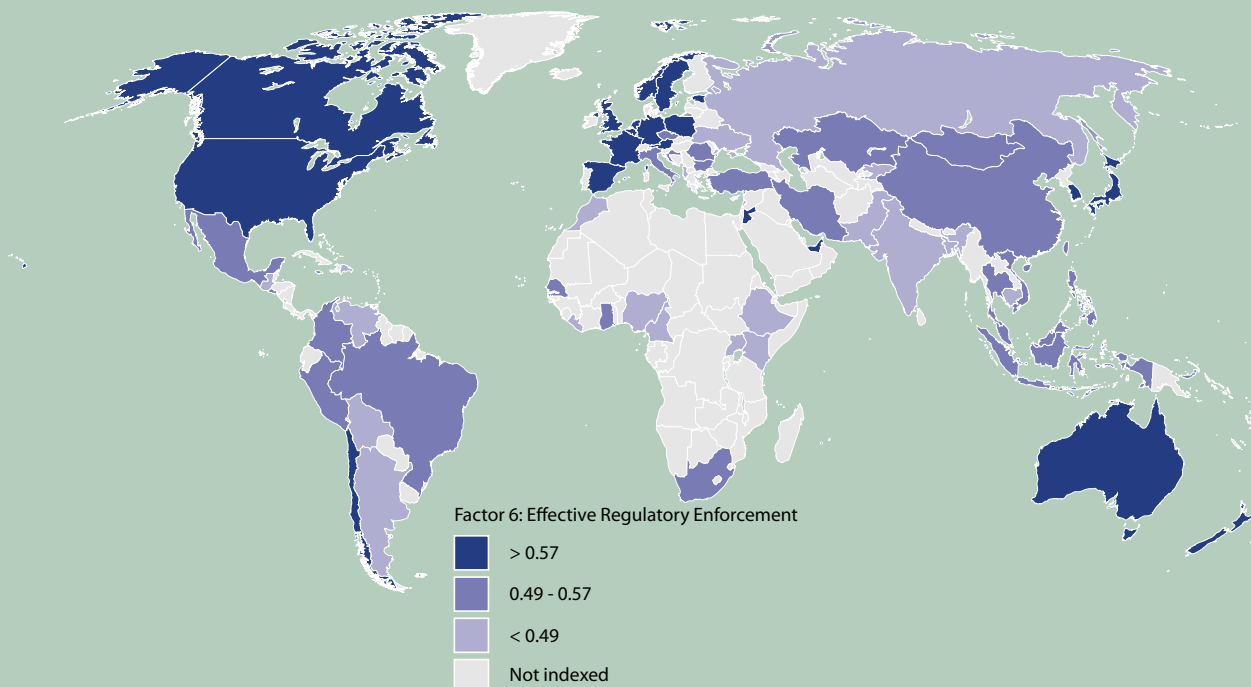 Factor 6: Effective Regulatory Enforcement
> 0.57
0.49 - 0.57
< 0.49
Not indexed